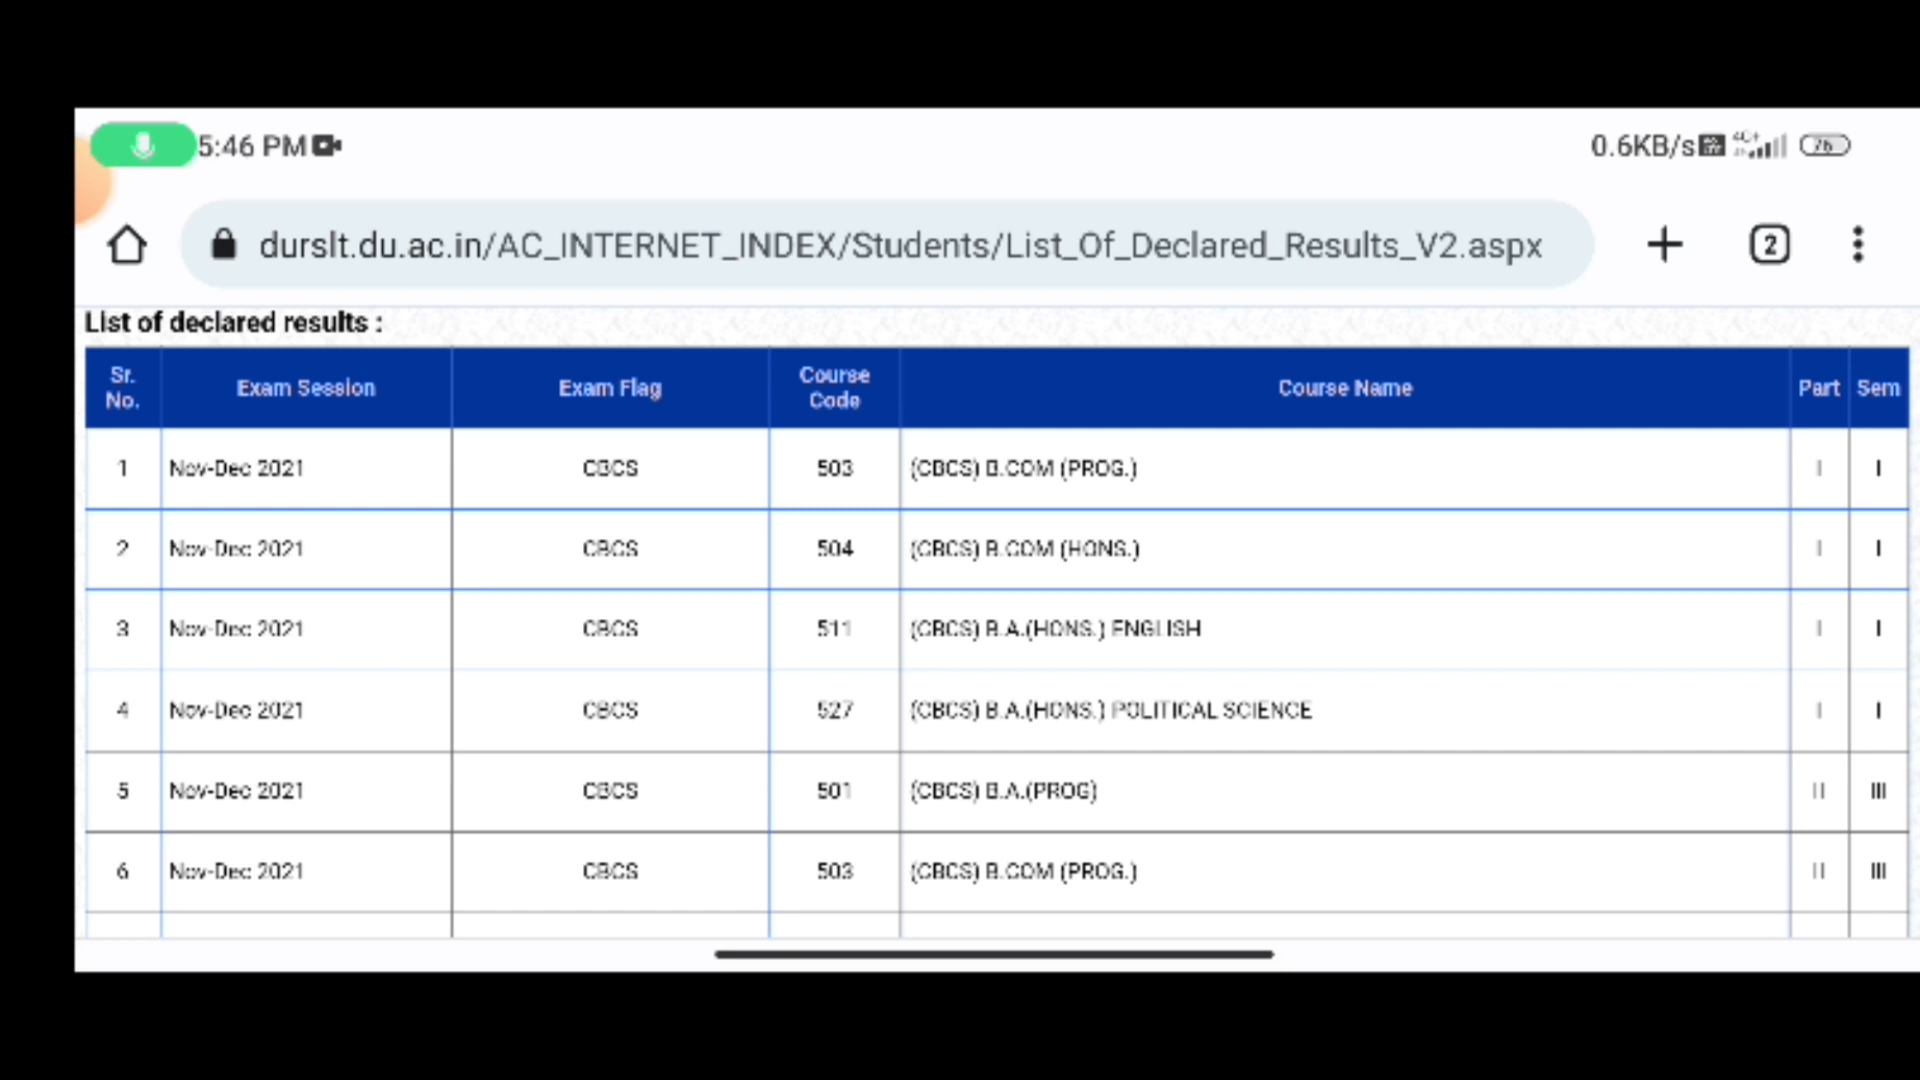 5:46 PM 0.6KB/s 4G+ 76
durslt.du.ac.in/AC_INTERNET_INDEX/Students/List_Of_Declared_Results_V2.aspx 2
List of declared results :
Sr. No. Exam Session Exam Flag Course Code Course Name Part Sem
1 Nov-Dec 2021 CBCS 503 (CBCS) B.COM (PROG.) I I
2 Nov-Dec 2021 CBCS 504 (CBCS) B.COM (HONS.) I I
3 Nov-Dec 2021 CBCS 511 (CBCS) B.A.(HONS.) ENGLISH I I
4 Nov-Dec 2021 CBCS 527 (CBCS) B.A.(HONS.) POLITICAL SCIENCE I I
5 Nov-Dec 2021 CBCS 501 (CBCS) B.A.(PROG) II III
6 Nov-Dec 2021 CBCS 503 (CBCS) B.COM (PROG.) II III